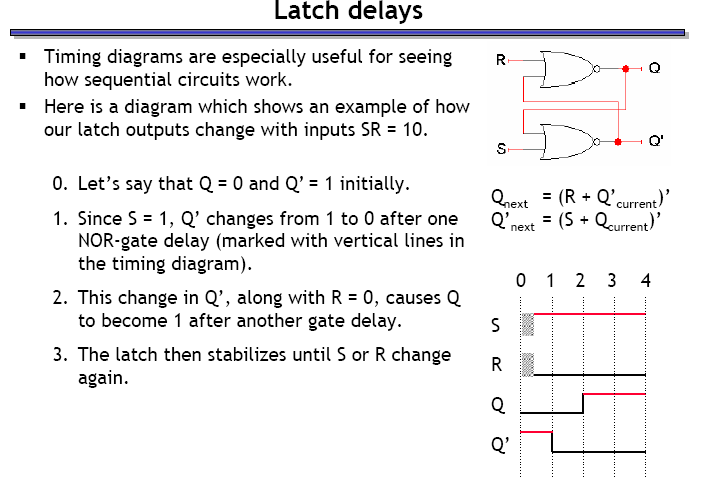 Latch delays
▪ Timing diagrams are especially useful for seeing
how sequential circuits work.
▪ Here is a diagram which shows an example of how
our latch outputs change with inputs SR = 10.
0. Let’s say that Q = 0 and Q’ = 1 initially.
1. Since S = 1, Q’ changes from 1 to 0 after one
NOR-gate delay (marked with vertical lines in
the timing diagram).
2. This change in Q’, along with R = 0, causes Q
to become 1 after another gate delay.
3. The latch then stabilizes until S or R change
again.
R
Q
S
Q'
Qnext = (R + Q’current)’
Q’next = (S + Qcurrent)’
0 1 2 3 4
S
R
Q
Q’